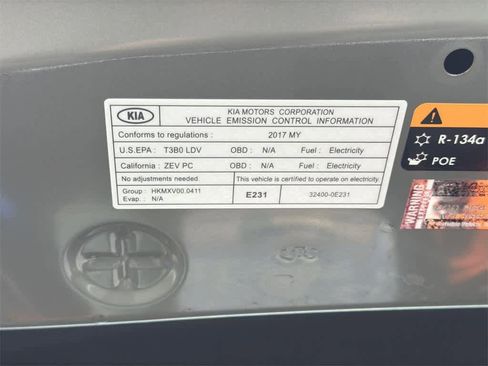 KIA
KIA MOTORS CORPORATION
VEHICLE EMISSION CONTROL INFORMATION
Conforms to regulations : 2017 MY
U.S.EPA : T3B0 LDV OBD : N/A Fuel : Electricity
California : ZEV PC OBD : N/A Fuel : Electricity
No adjustments needed. This vehicle is certified to operate on electricity
Group : HKMXV00.0411
Evap. : N/A
E231
32400-0E231
R-134a
POE
WARNING